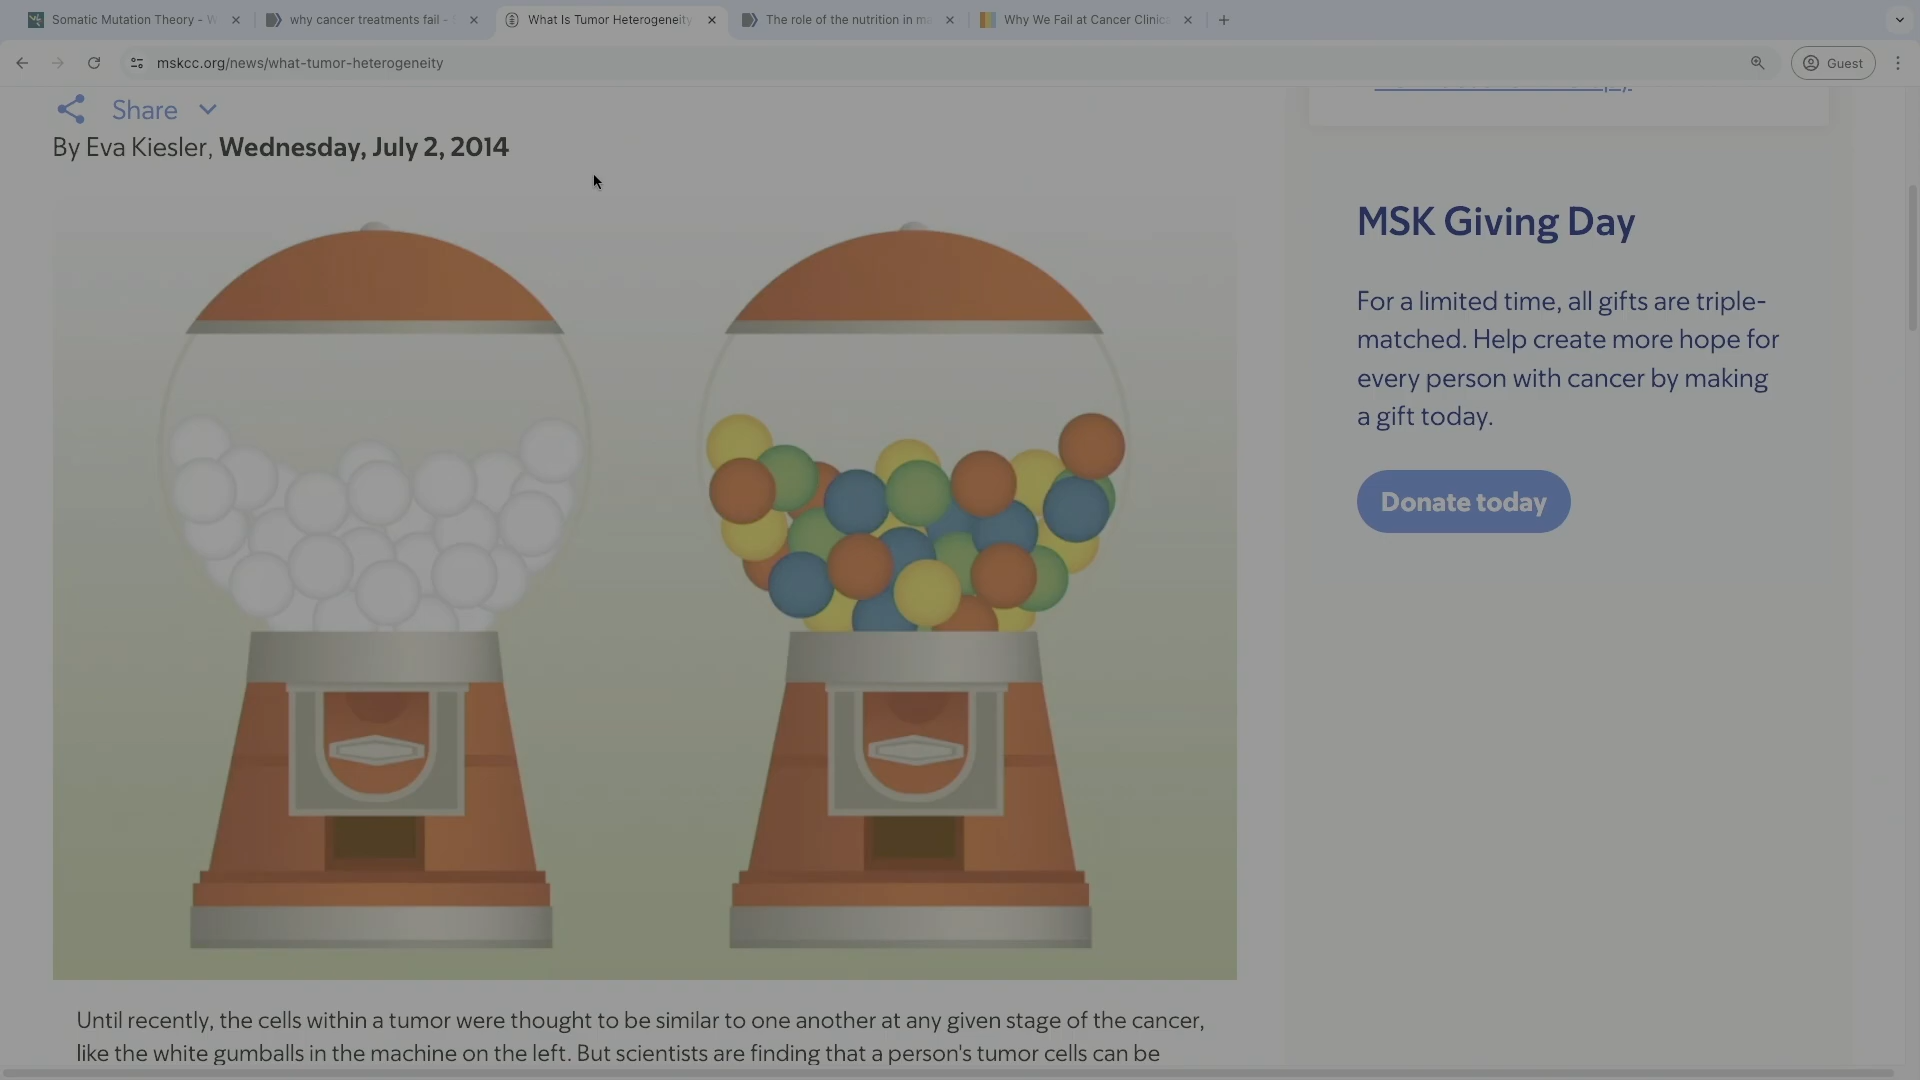 Somatic Mutation Theory - W
why cancer treatments fail -
What Is Tumor Heterogeneity
The role of the nutrition in m
Why We Fail at Cancer Clinic
mskcc.org/news/what-tumor-heterogeneity
Guest
Share
By Eva Kiesler, Wednesday, July 2, 2014
MSK Giving Day
For a limited time, all gifts are triple-
matched. Help create more hope for
every person with cancer by making
a gift today.
Donate today
Until recently, the cells within a tumor were thought to be similar to one another at any given stage of the cancer,
like the white gumballs in the machine on the left. But scientists are finding that a person's tumor cells can be